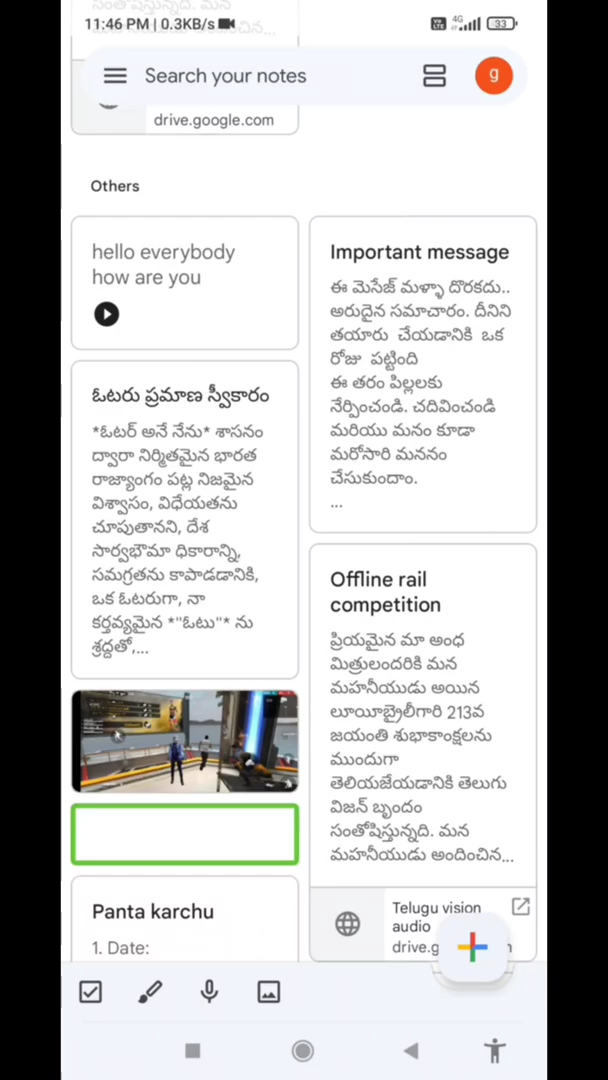 11:46 PM | 0.3KB/s
4G
33
Search your notes
g
drive.google.com
Others
hello everybody
how are you
ఓటరు ప్రమాణ స్వీకారం
*ఓటర్ అనే నేను* శాసనం
ద్వారా నిర్మితమైన భారత
రాజ్యాంగం పట్ల నిజమైన
విశ్వాసం, విధేయతను
చూపుతానని, దేశ
సార్వభౌమా ధికారాన్ని,
సమగ్రతను కాపాడడానికి,
ఒక ఓటరుగా, నా
కర్తవ్యమైన *"ఓటు"* ను
శ్రద్దతో,...
Panta karchu
1. Date:
Important message
ఈ మెసేజ్ మళ్ళా దొరకదు..
అరుదైన సమాచారం. దీనిని
తయారు చేయడానికి ఒక
రోజు పట్టింది
ఈ తరం పిల్లలకు
నేర్పించండి. చదివించండి
మరియు మనం కూడా
మరోసారి మననం
చేసుకుందాం.
...
Offline rail
competition
ప్రియమైన మా అంధ
మిత్రులందరికి మన
మహనీయుడు అయిన
లూయీబ్రైలీగారి 213వ
జయంతి శుభాకాంక్షలను
ముందుగా
తెలియజేయడానికి తెలుగు
విజన్ బృందం
సంతోషిస్తున్నది. మన
మహనీయుడు అందించిన...
Telugu vision
audio